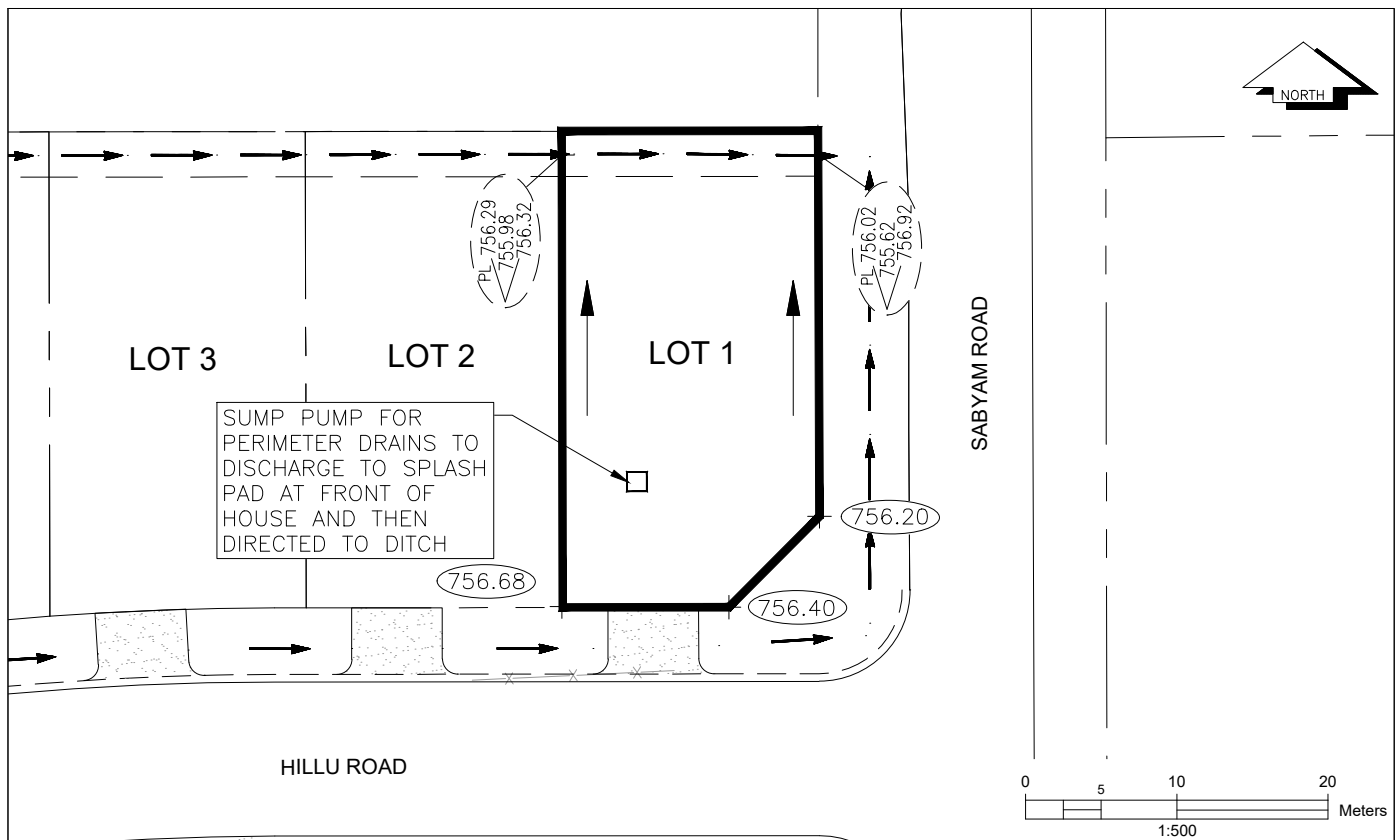 NORTH
PL 756.29
755.98
756.32
PL 756.02
755.62
756.92
LOT 3
LOT 2
LOT 1
SABYAM ROAD
SUMP PUMP FOR
PERIMETER DRAINS TO
DISCHARGE TO SPLASH
PAD AT FRONT OF
HOUSE AND THEN
DIRECTED TO DITCH
756.20
756.68
756.40
HILLU ROAD
0 5 10 20
Meters
1:500